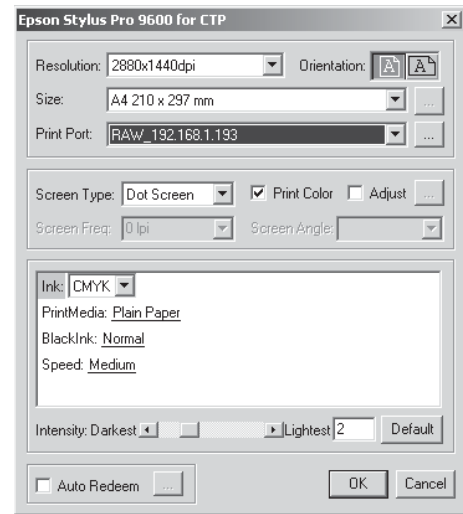 Epson Stylus Pro 9600 for CTP
Resolution: 2880x1440dpi Orientation: A A
Size: A4 210 x 297 mm ...
Print Port: RAW_192.168.1.193 ...
Screen Type: Dot Screen Print Color Adjust ...
Screen Freq: 0 lpi Screen Angle:
Ink: CMYK
PrintMedia: Plain Paper
BlackInk: Normal
Speed: Medium
Intensity: Darkest Lightest 2 Default
Auto Redeem ... OK Cancel